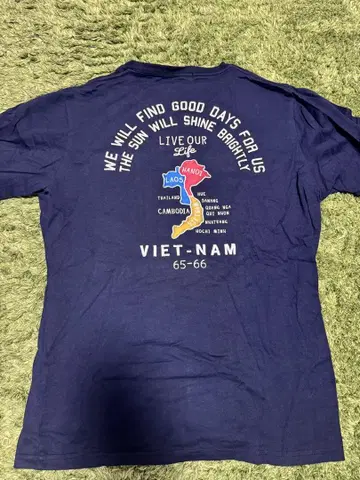 WE WILL FIND GOOD DAYS FOR US
THE SUN WILL SHINE BRIGHTLY
LIVE OUR
Life
HANOY
LAOS
THAILAND
HUE
DANANG
CAMBODIA
QUANG NGA
QUI NHON
NHATRANG
HOCHI MINH
VIET-NAM
65-66